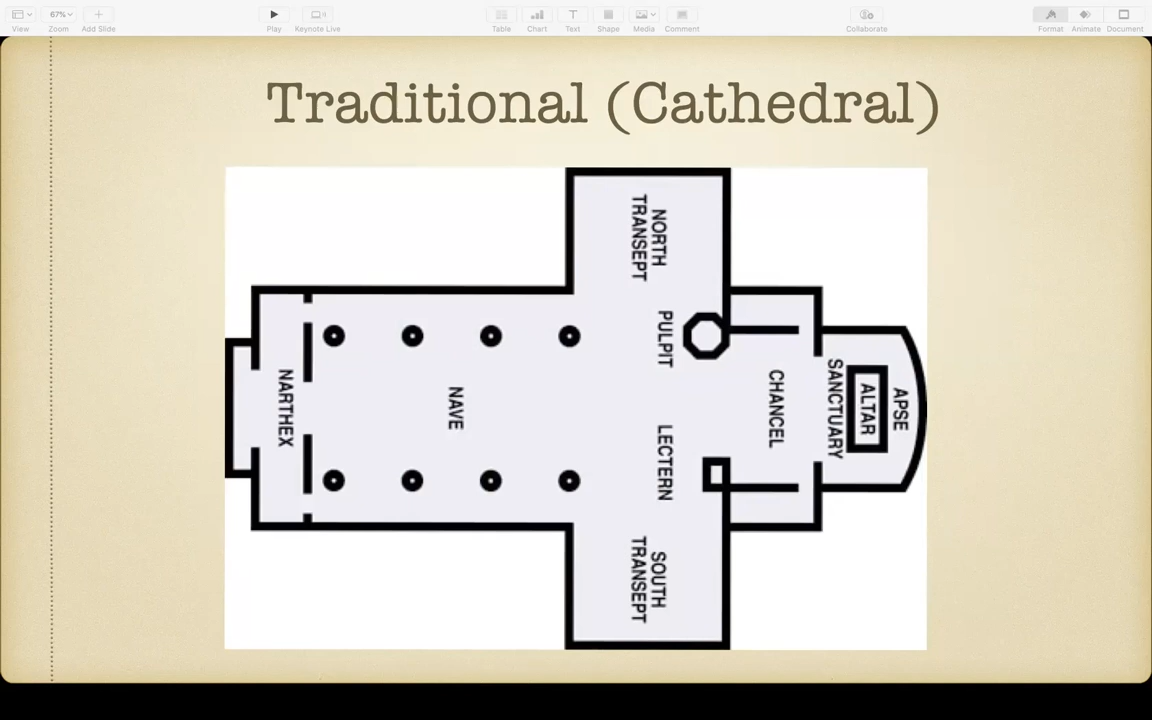 67%
View
Zoom
Add Slide
Play
Keynote Live
Table
Chart
Text
Shape
Media
Comment
Collaborate
Format
Animate
Document
Traditional (Cathedral)
NORTH
TRANSEPT
PULPIT
NARTHEX
NAVE
CHANCEL
SANCTUARY
ALTAR
APSE
LECTERN
SOUTH
TRANSEPT